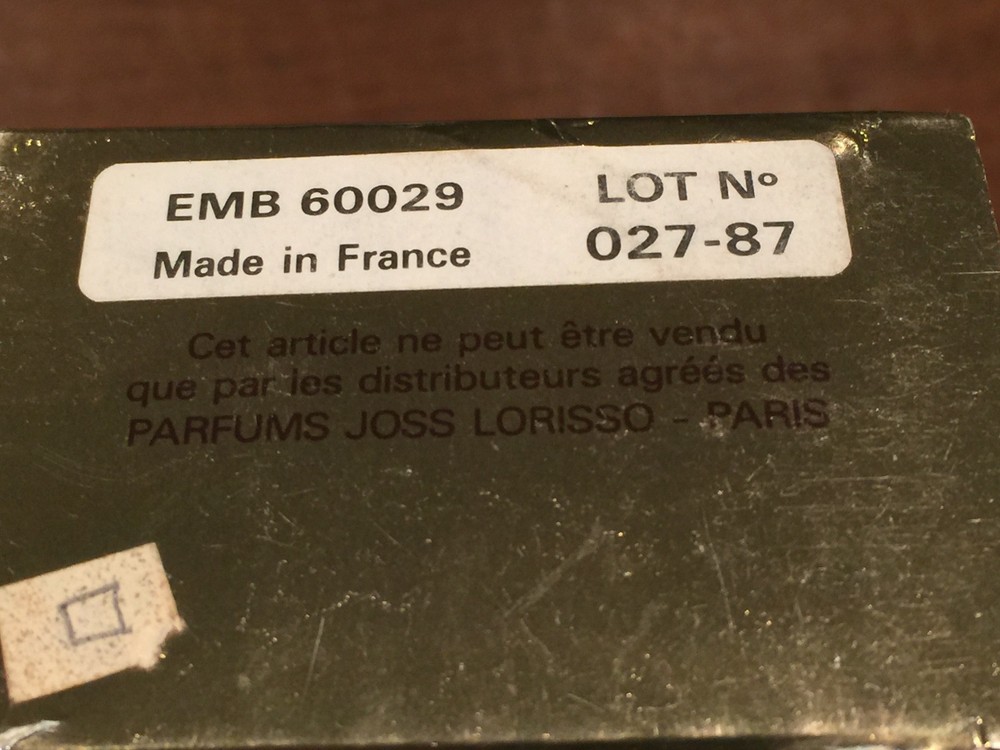 EMB 60029
Made in France
LOT Nº
027-87
Cet article ne peut être vendu
que par les distributeurs agréés des
PARFUMS JOSS LORISSO - PARIS